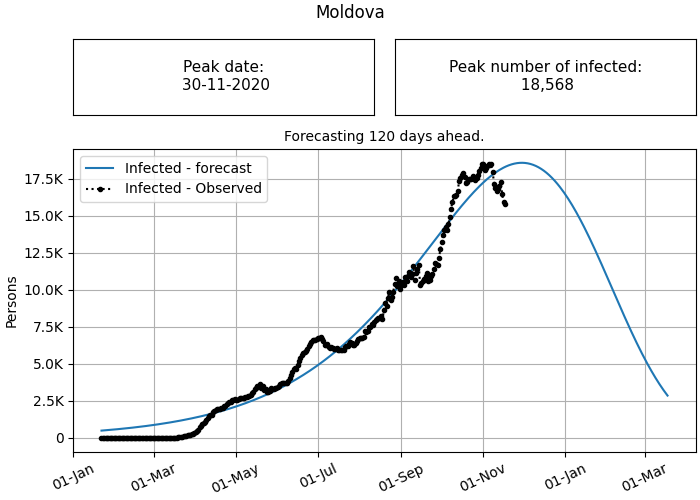 Moldova
Peak date:
30-11-2020
Peak number of infected:
18,568
Forecasting 120 days ahead.
Infected - forecast
Infected - Observed
17.5K
15.0K
12.5K
10.0K
7.5K
5.0K
2.5K
0
Persons
01-Jan
01-Mar
01-May
01-Jul
01-Sep
01-Nov
01-Jan
01-Mar